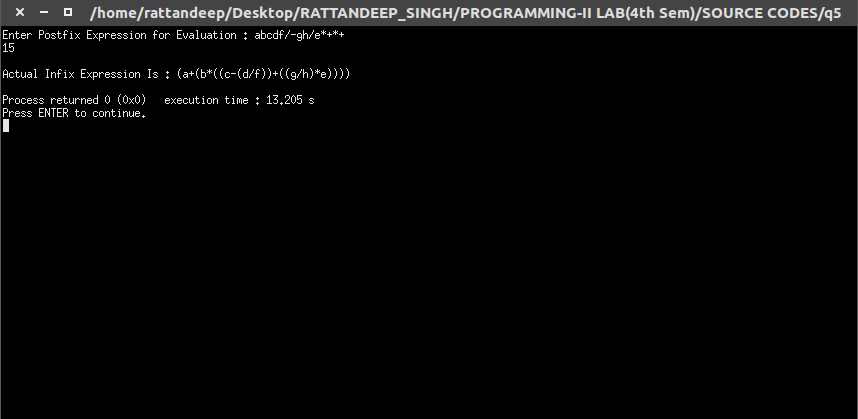 /home/rattandeep/Desktop/RATTANDEEP_SINGH/PROGRAMMING-II LAB(4th Sem)/SOURCE CODES/q5
Enter Postfix Expression for Evaluation : abcdf/-gh/e*+*+
15
Actual Infix Expression Is : (a+(b*((c-(d/f))+((g/h)*e))))
Process returned 0 (0x0)   execution time : 13.205 s
Press ENTER to continue.